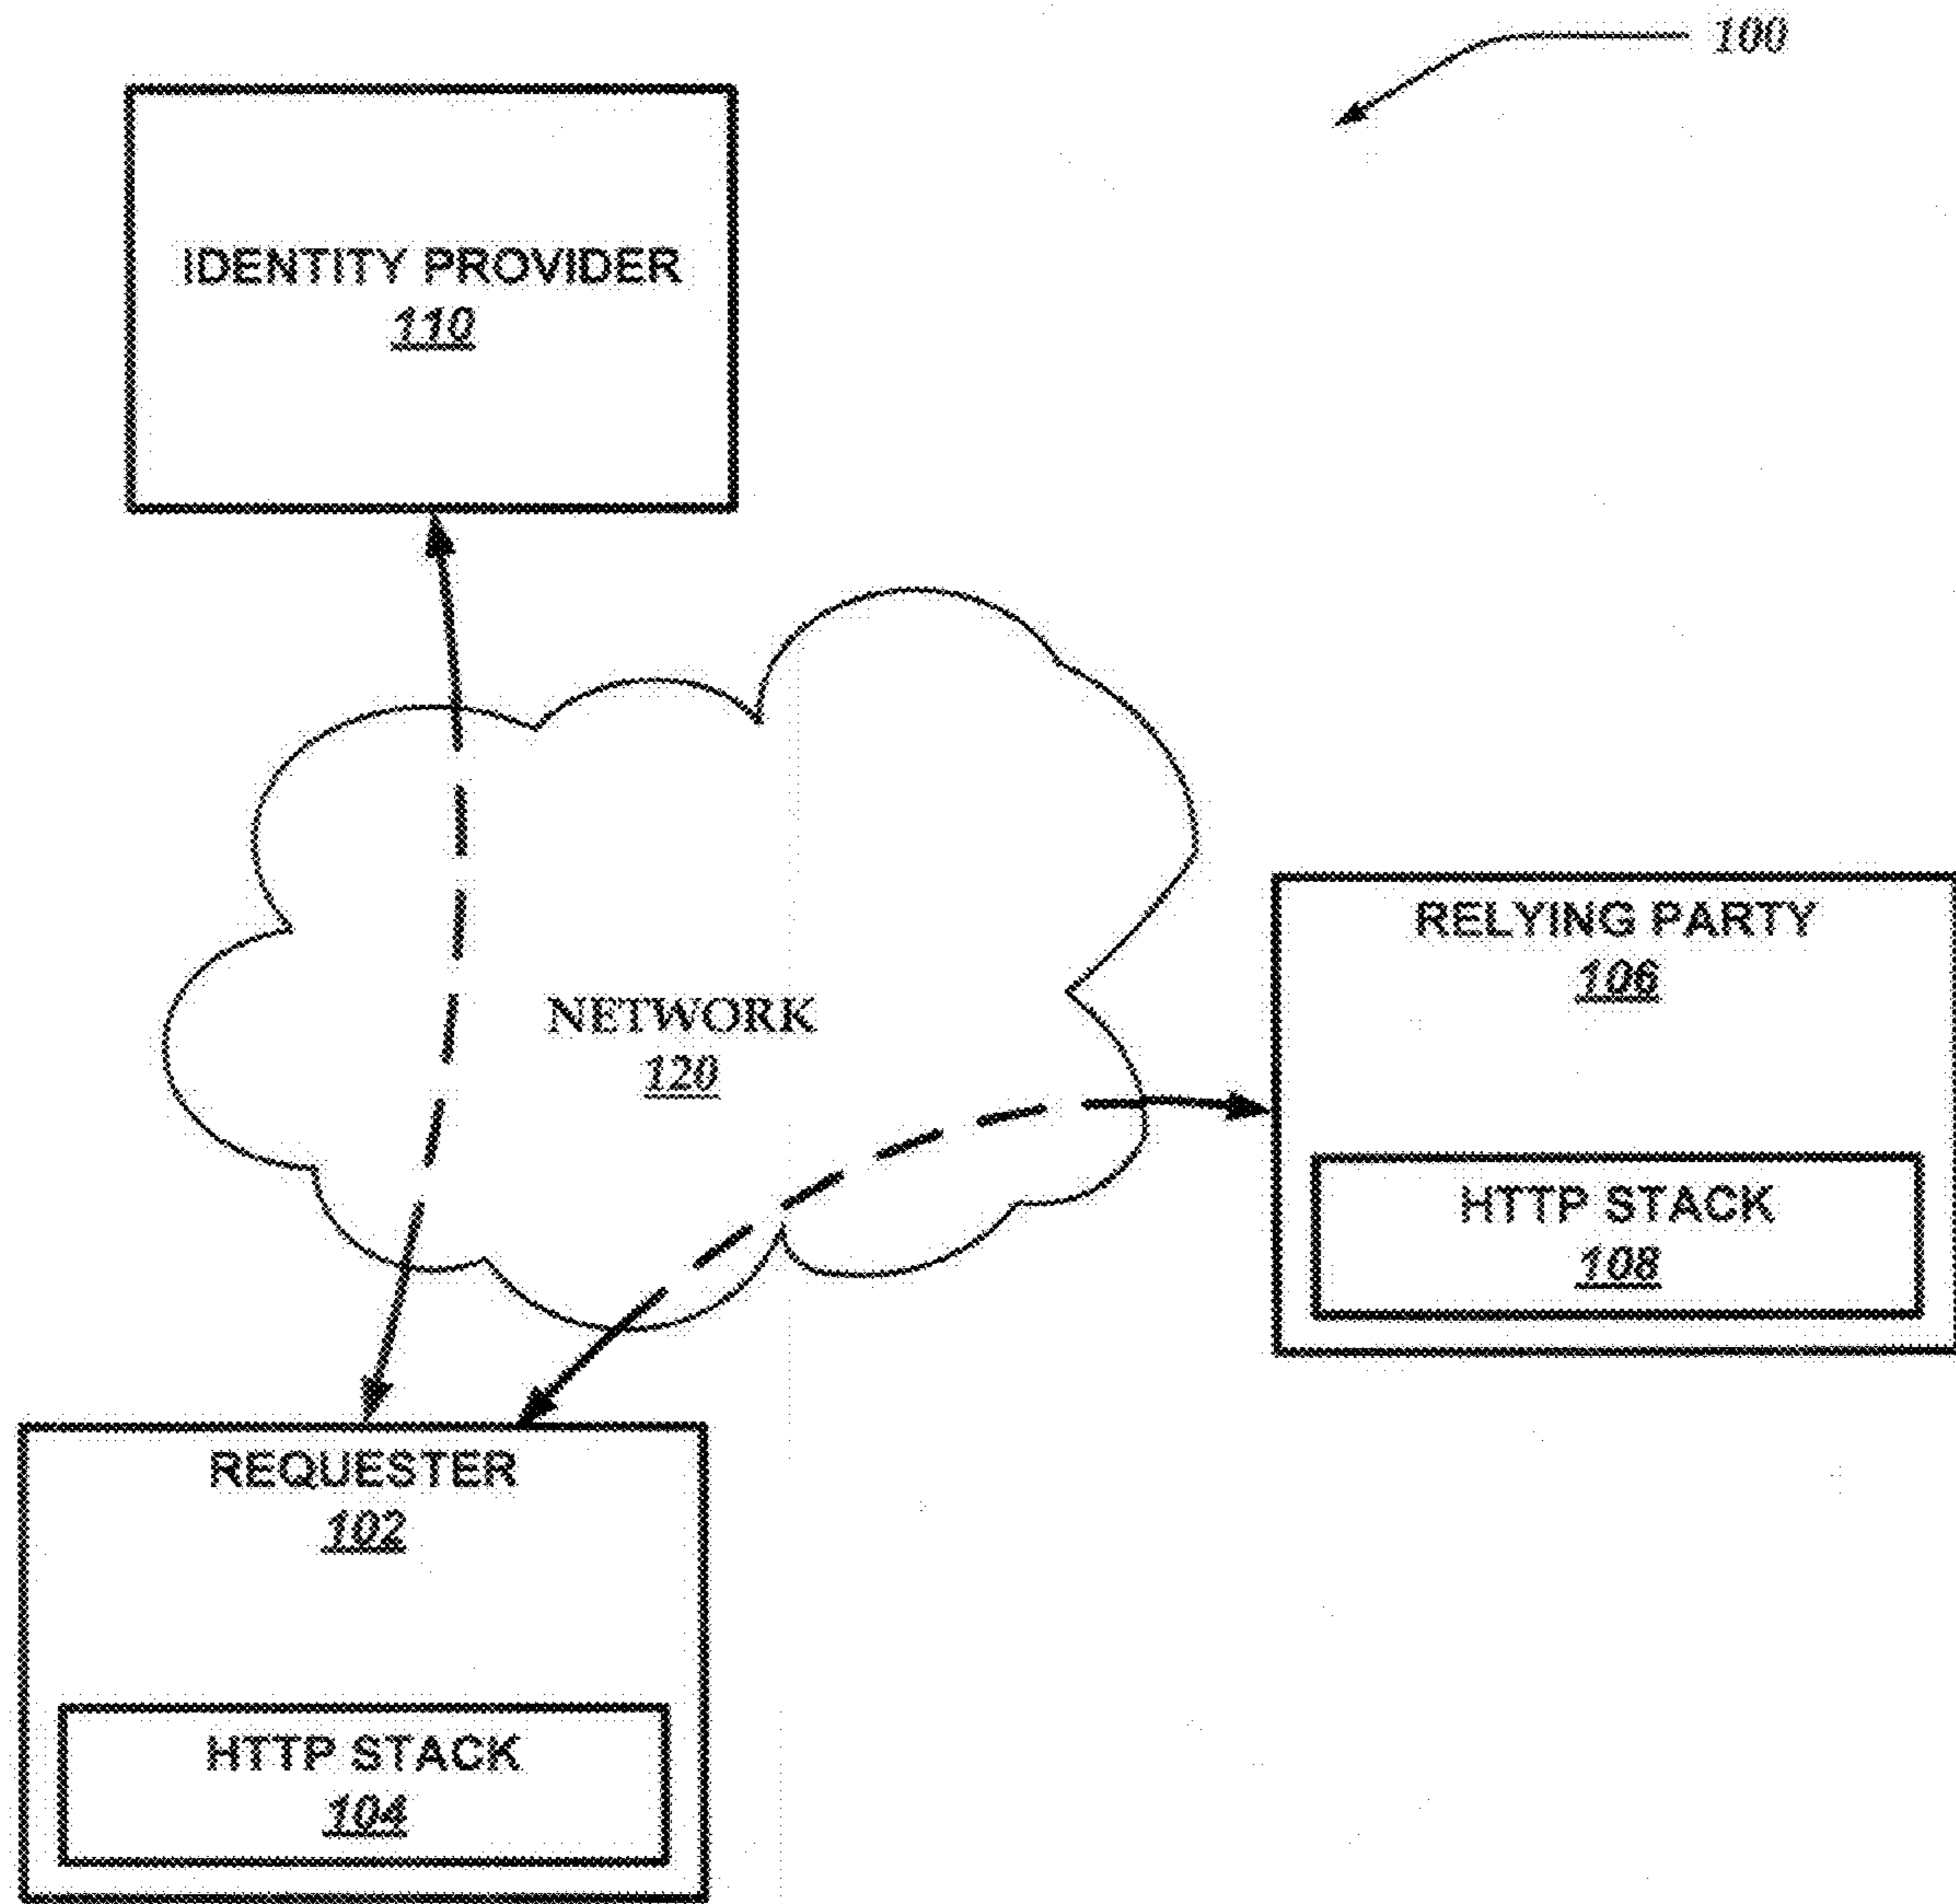 100
IDENTITY PROVIDER
110
NETWORK
120
RELYING PARTY
106
HTTP STACK
108
REQUESTER
102
HTTP STACK
104